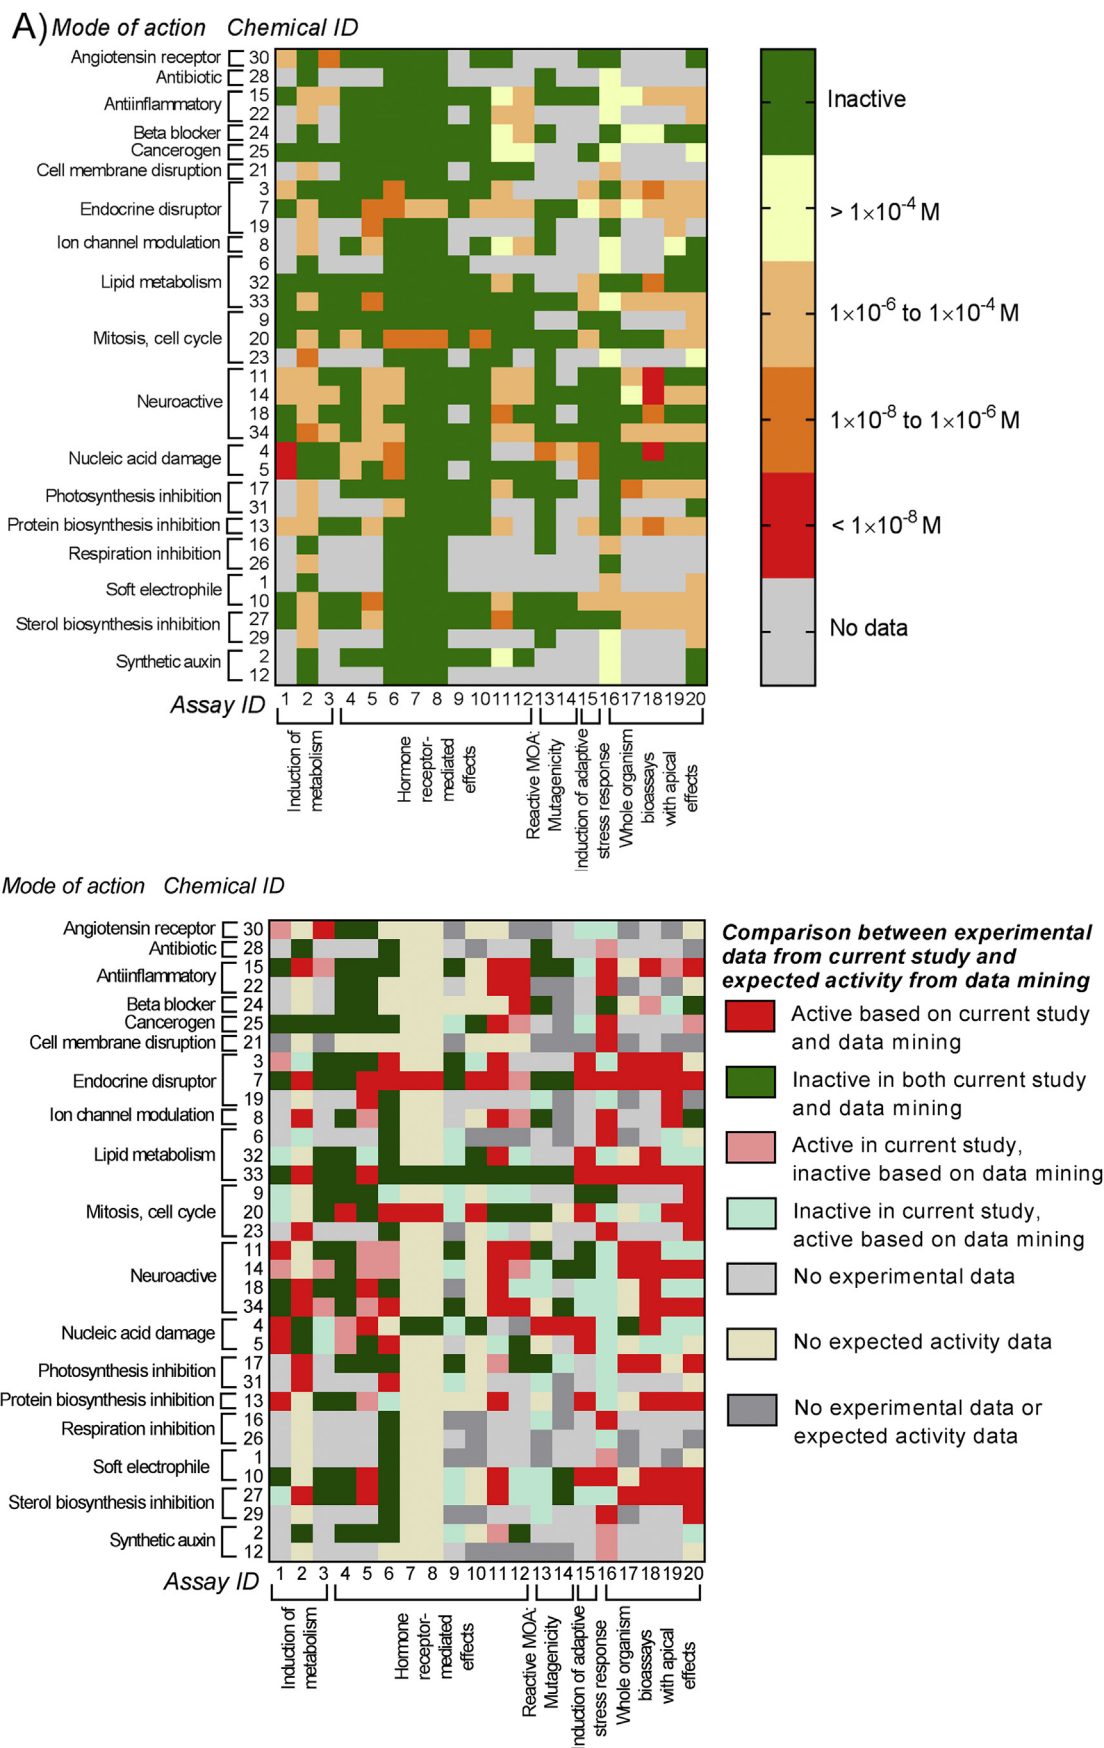 A) Mode of action Chemical ID
Angiotensin receptor 30
Antibiotic 28
Antiinflammatory 15
22
Beta blocker 24
Cancerogen 25
Cell membrane disruption 21
Endocrine disruptor 3
7
19
Ion channel modulation 8
Lipid metabolism 6
32
33
Mitosis, cell cycle 9
20
23
Neuroactive 11
14
18
34
Nucleic acid damage 4
5
Photosynthesis inhibition 17
31
Protein biosynthesis inhibition 13
Respiration inhibition 16
26
Soft electrophile 1
10
Sterol biosynthesis inhibition 27
29
Synthetic auxin 2
12
Assay ID 1 2 3 4 5 6 7 8 9 10 11 12 13 14 15 16 17 18 19 20
Induction of
metabolism
Hormone
receptor-
mediated
effects
Reactive MOA:
Mutagenicity
Induction of adaptive
stress response
Whole organism
bioassays
with apical
effects
Inactive
> 1×10-4 M
1×10-6 to 1×10-4 M
1×10-8 to 1×10-6 M
< 1×10-8 M
No data
Mode of action Chemical ID
Angiotensin receptor 30
Antibiotic 28
Antiinflammatory 15
22
Beta blocker 24
Cancerogen 25
Cell membrane disruption 21
Endocrine disruptor 3
7
19
Ion channel modulation 8
Lipid metabolism 6
32
33
Mitosis, cell cycle 9
20
23
Neuroactive 11
14
18
34
Nucleic acid damage 4
5
Photosynthesis inhibition 17
31
Protein biosynthesis inhibition 13
Respiration inhibition 16
26
Soft electrophile 1
10
Sterol biosynthesis inhibition 27
29
Synthetic auxin 2
12
Assay ID 1 2 3 4 5 6 7 8 9 10 11 12 13 14 15 16 17 18 19 20
Induction of
metabolism
Hormone
receptor-
mediated
effects
Reactive MOA:
Mutagenicity
Induction of adaptive
stress response
Whole organism
bioassays
with apical
effects
Comparison between experimental
data from current study and
expected activity from data mining
Active based on current study
and data mining
Inactive in both current study
and data mining
Active in current study,
inactive based on data mining
Inactive in current study,
active based on data mining
No experimental data
No expected activity data
No experimental data or
expected activity data